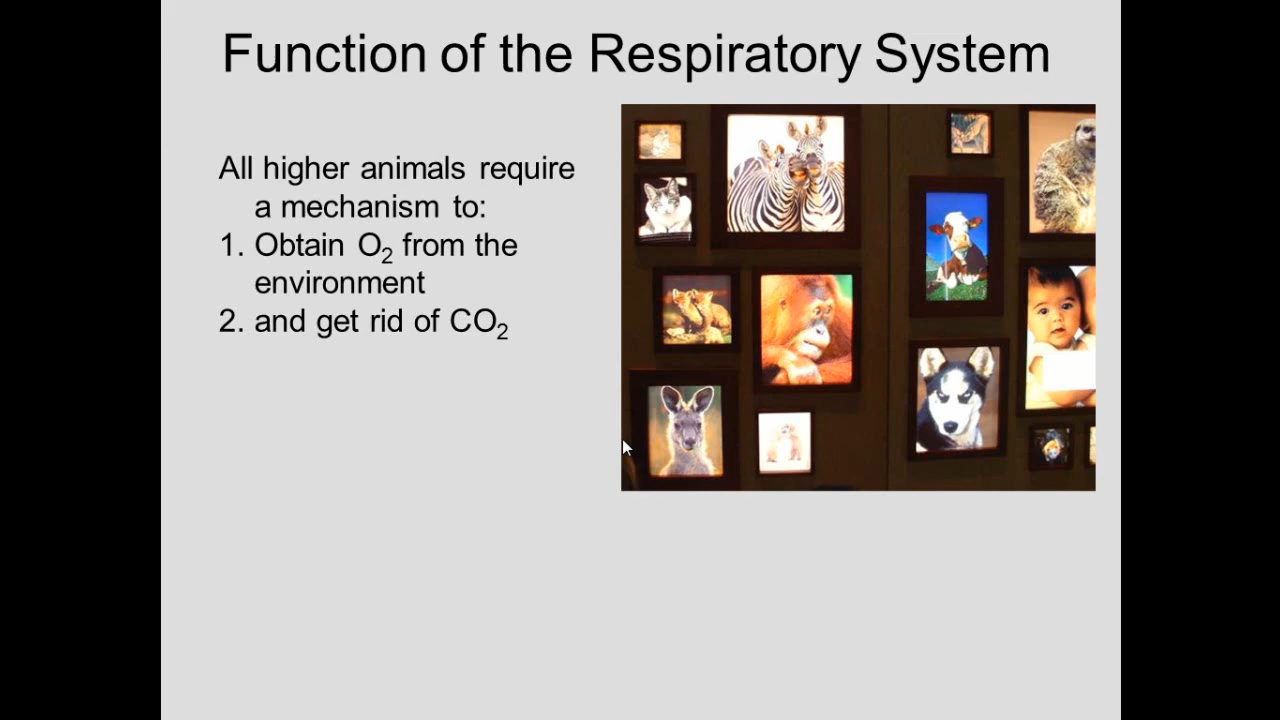 Function of the Respiratory System
All higher animals require
a mechanism to:
1. Obtain O₂ from the
environment
2. and get rid of CO₂